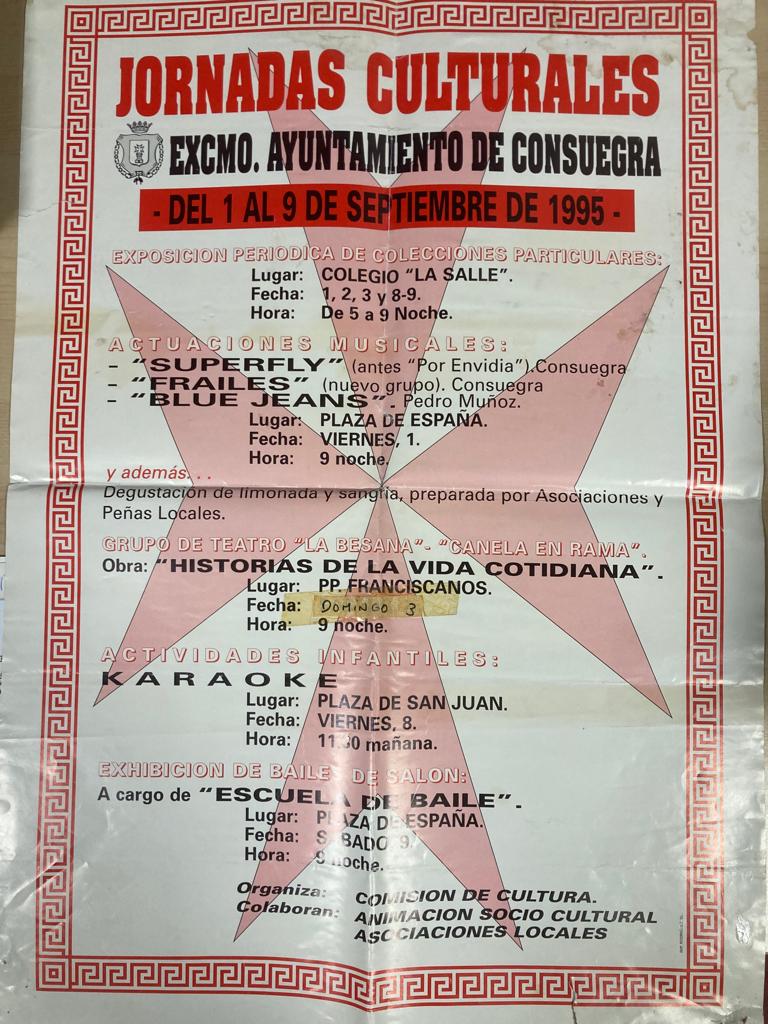 JORNADAS CULTURALES
EXCMO. AYUNTAMIENTO DE CONSUEGRA
- DEL 1 AL 9 DE SEPTIEMBRE DE 1995 -
EXPOSICION PERIODICA DE COLECCIONES PARTICULARES:
Lugar: COLEGIO "LA SALLE".
Fecha: 1, 2, 3 y 8-9.
Hora: De 5 a 9 Noche.
ACTUACIONES MUSICALES:
- "SUPERFLY" (antes "Por Envidia"). Consuegra
- "FRAILES" (nuevo grupo). Consuegra
- "BLUE JEANS". Pedro Muñoz.
Lugar: PLAZA DE ESPAÑA.
Fecha: VIERNES, 1.
Hora: 9 noche.
y además. . .
Degustación de limonada y sangría, preparada por Asociaciones y
Peñas Locales.
GRUPO DE TEATRO "LA BESANA"- "CANELA EN RAMA".
Obra: "HISTORIAS DE LA VIDA COTIDIANA".
Lugar: PP. FRANCISCANOS.
Fecha: DOMINGO 3
Hora: 9 noche.
ACTIVIDADES INFANTILES:
KARAOKE
Lugar: PLAZA DE SAN JUAN.
Fecha: VIERNES, 8.
Hora: 11.30 mañana.
EXHIBICION DE BAILES DE SALON:
A cargo de "ESCUELA DE BAILE".
Lugar: PLAZA DE ESPAÑA.
Fecha: SABADO, 9.
Hora: 9 noche.
Organiza: COMISION DE CULTURA.
Colaboran: ANIMACION SOCIO CULTURAL
ASOCIACIONES LOCALES